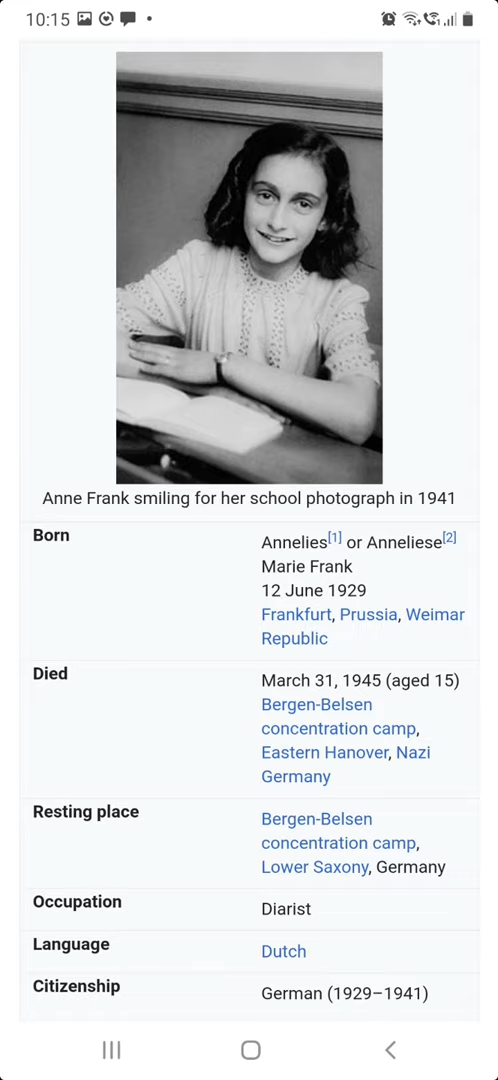 10:15
Anne Frank smiling for her school photograph in 1941
Born
Annelies[1] or Anneliese[2]
Marie Frank
12 June 1929
Frankfurt, Prussia, Weimar
Republic
Died
March 31, 1945 (aged 15)
Bergen-Belsen
concentration camp,
Eastern Hanover, Nazi
Germany
Resting place
Bergen-Belsen
concentration camp,
Lower Saxony, Germany
Occupation
Diarist
Language
Dutch
Citizenship
German (1929–1941)